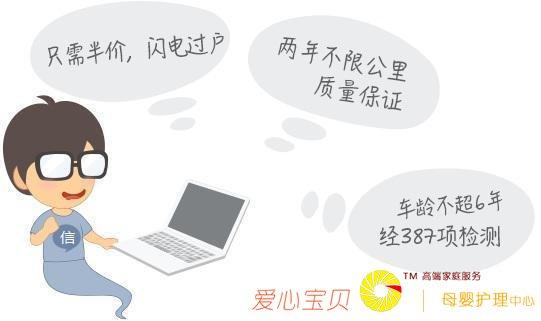 只需半价，闪电过户
两年不限公里
质量保证
车龄不超6年
经387项检测
信
爱心宝贝
TM 高端家庭服务
母婴护理中心